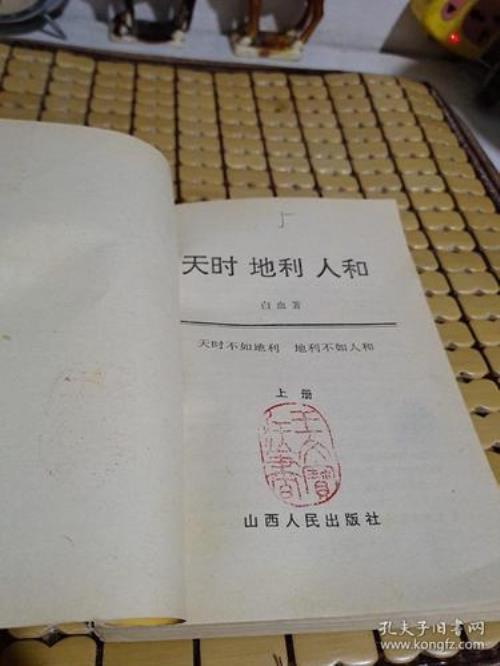 天时 地利 人和
白血著
天时不如地利 地利不如人和
上册
山西人民出版社
孔夫子旧书网
www.kongfz.com